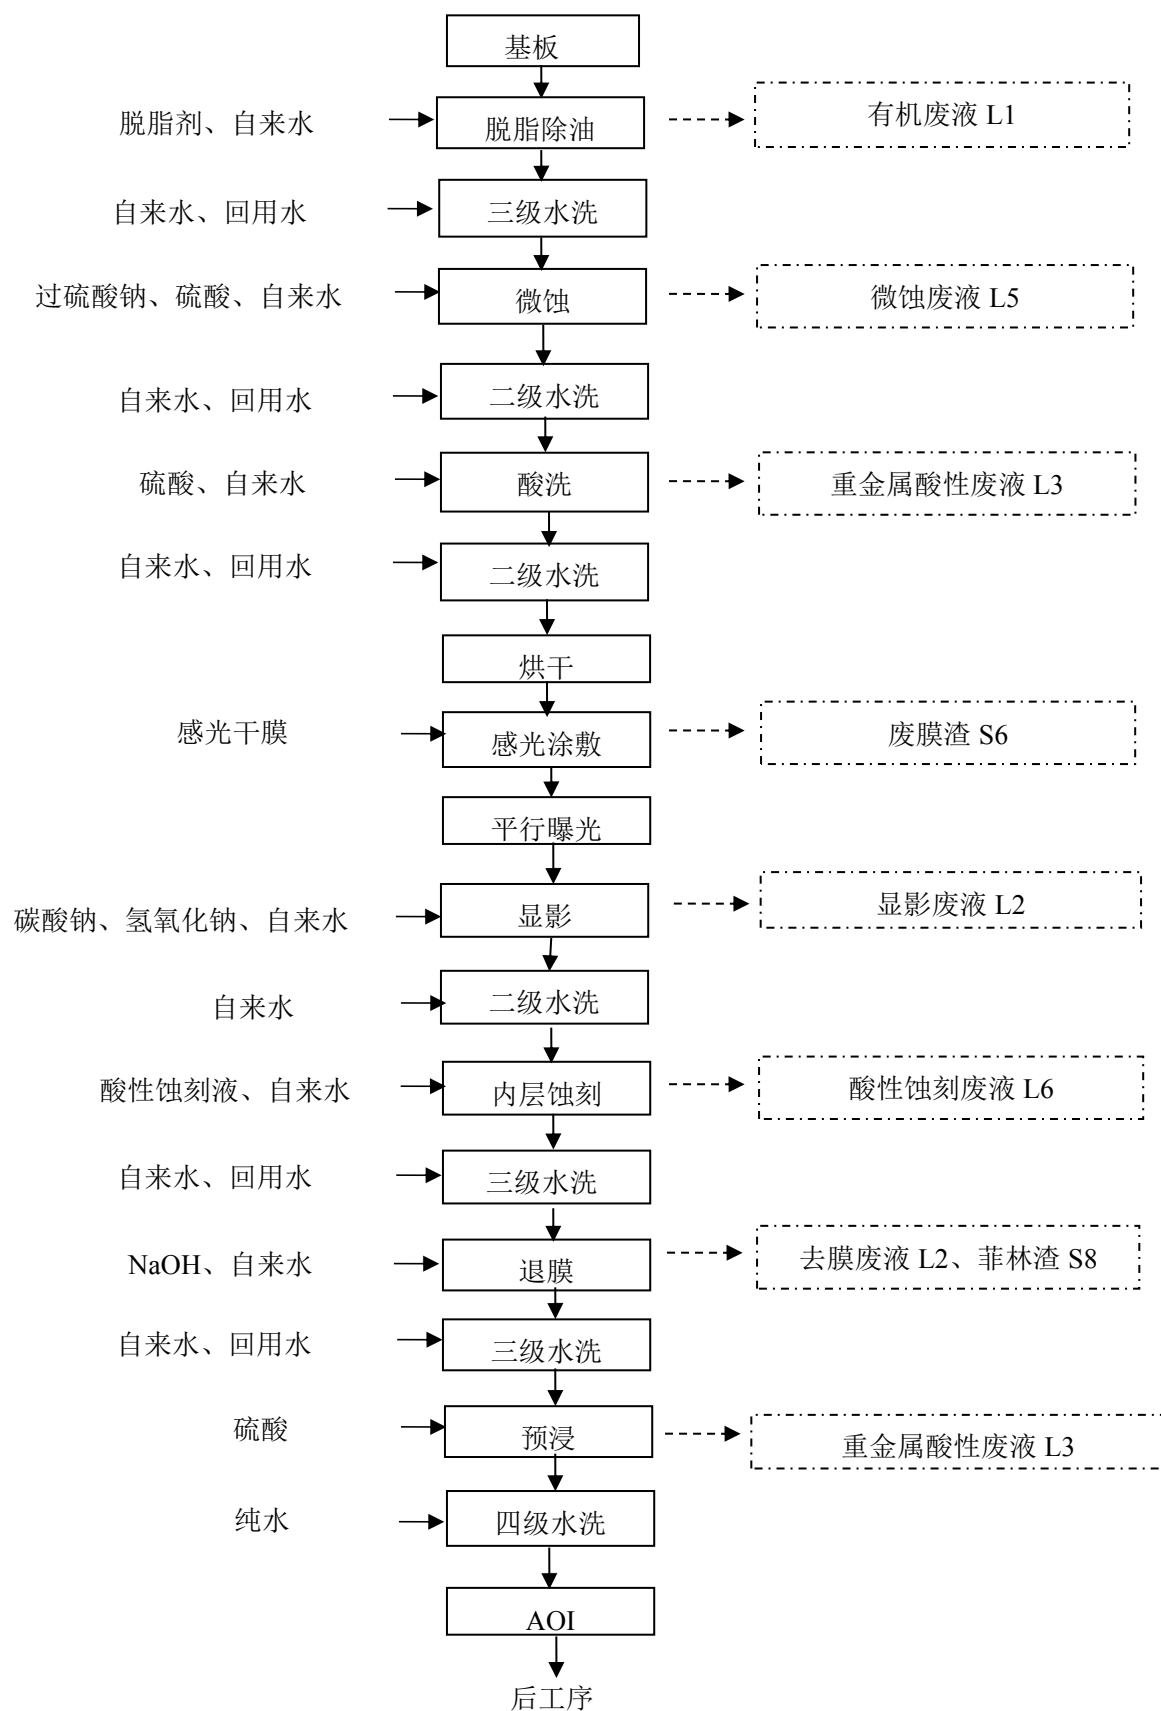 基板
脱脂剂、自来水
脱脂除油
有机废液 L1
自来水、回用水
三级水洗
过硫酸钠、硫酸、自来水
微蚀
微蚀废液 L5
自来水、回用水
二级水洗
硫酸、自来水
酸洗
重金属酸性废液 L3
自来水、回用水
二级水洗
烘干
感光干膜
感光涂敷
废膜渣 S6
平行曝光
碳酸钠、氢氧化钠、自来水
显影
显影废液 L2
自来水
二级水洗
酸性蚀刻液、自来水
内层蚀刻
酸性蚀刻废液 L6
自来水、回用水
三级水洗
NaOH、自来水
退膜
去膜废液 L2、菲林渣 S8
自来水、回用水
三级水洗
硫酸
预浸
重金属酸性废液 L3
纯水
四级水洗
AOI
后工序